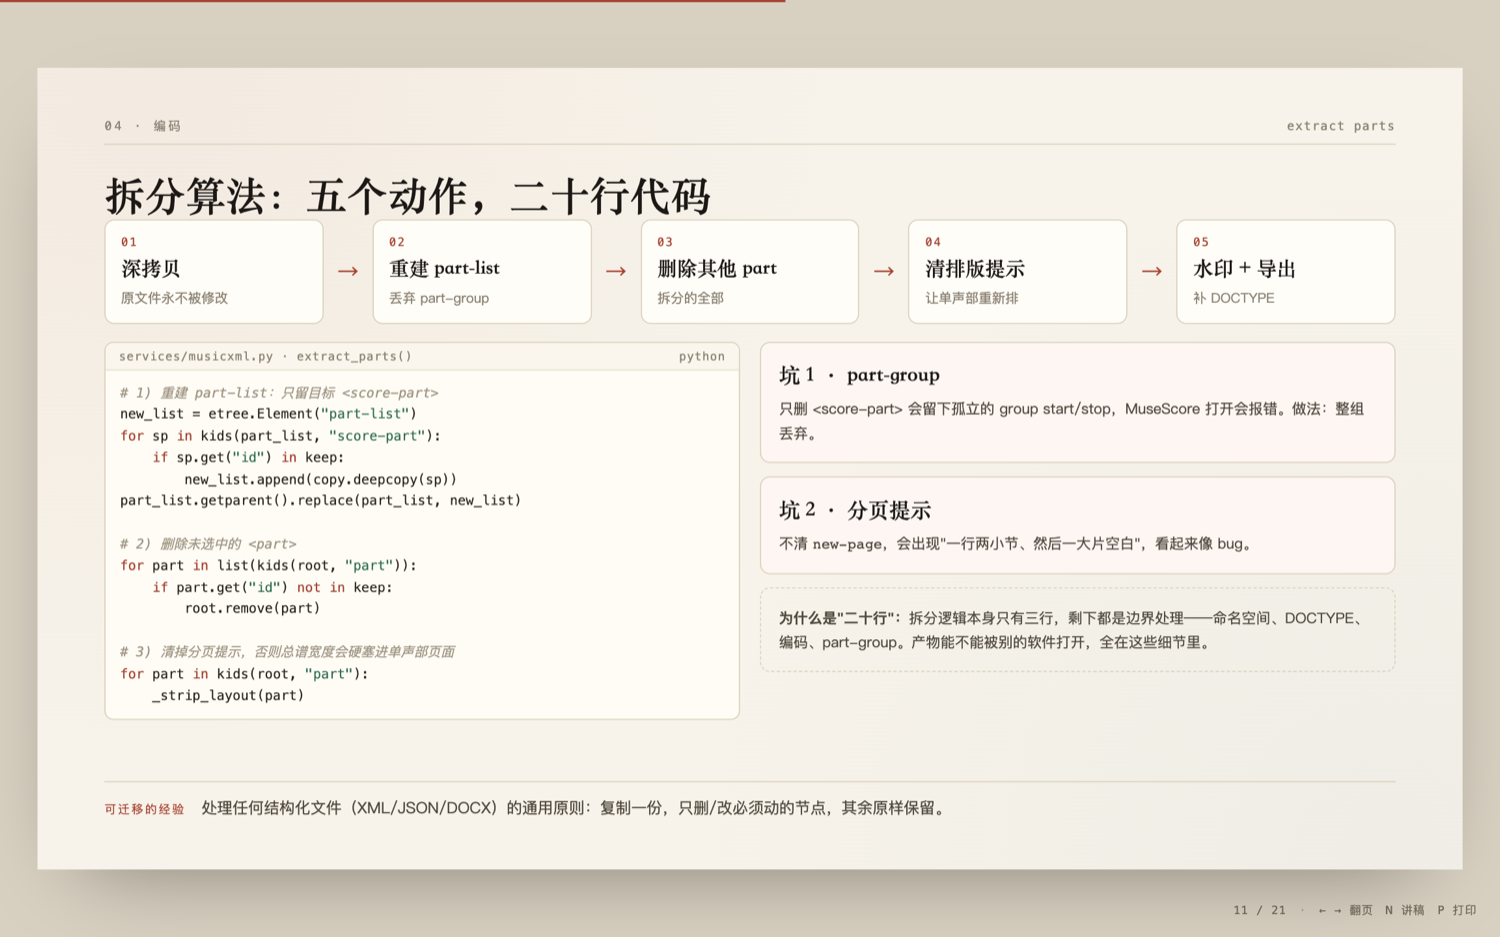 04 · 编码
extract parts
拆分算法：五个动作，二十行代码
01
深拷贝
原文件永不被修改
→
02
重建 part-list
丢弃 part-group
→
03
删除其他 part
拆分的全部
→
04
清排版提示
让单声部重新排
→
05
水印 + 导出
补 DOCTYPE
services/musicxml.py · extract_parts()
python
# 1) 重建 part-list：只留目标 <score-part>
new_list = etree.Element("part-list")
for sp in kids(part_list, "score-part"):
    if sp.get("id") in keep:
        new_list.append(copy.deepcopy(sp))
part_list.getparent().replace(part_list, new_list)
# 2) 删除未选中的 <part>
for part in list(kids(root, "part")):
    if part.get("id") not in keep:
        root.remove(part)
# 3) 清掉分页提示，否则总谱宽度会硬塞进单声部页面
for part in kids(root, "part"):
    _strip_layout(part)
坑 1 · part-group
只删 <score-part> 会留下孤立的 group start/stop，MuseScore 打开会报错。做法：整组
丢弃。
坑 2 · 分页提示
不清 new-page，会出现"一行两小节、然后一大片空白"，看起来像 bug。
为什么是"二十行"：拆分逻辑本身只有三行，剩下都是边界处理——命名空间、DOCTYPE、
编码、part-group。产物能不能被别的软件打开，全在这些细节里。
可迁移的经验 处理任何结构化文件（XML/JSON/DOCX）的通用原则：复制一份，只删/改必须动的节点，其余原样保留。
11 / 21 · ← → 翻页 N 讲稿 P 打印